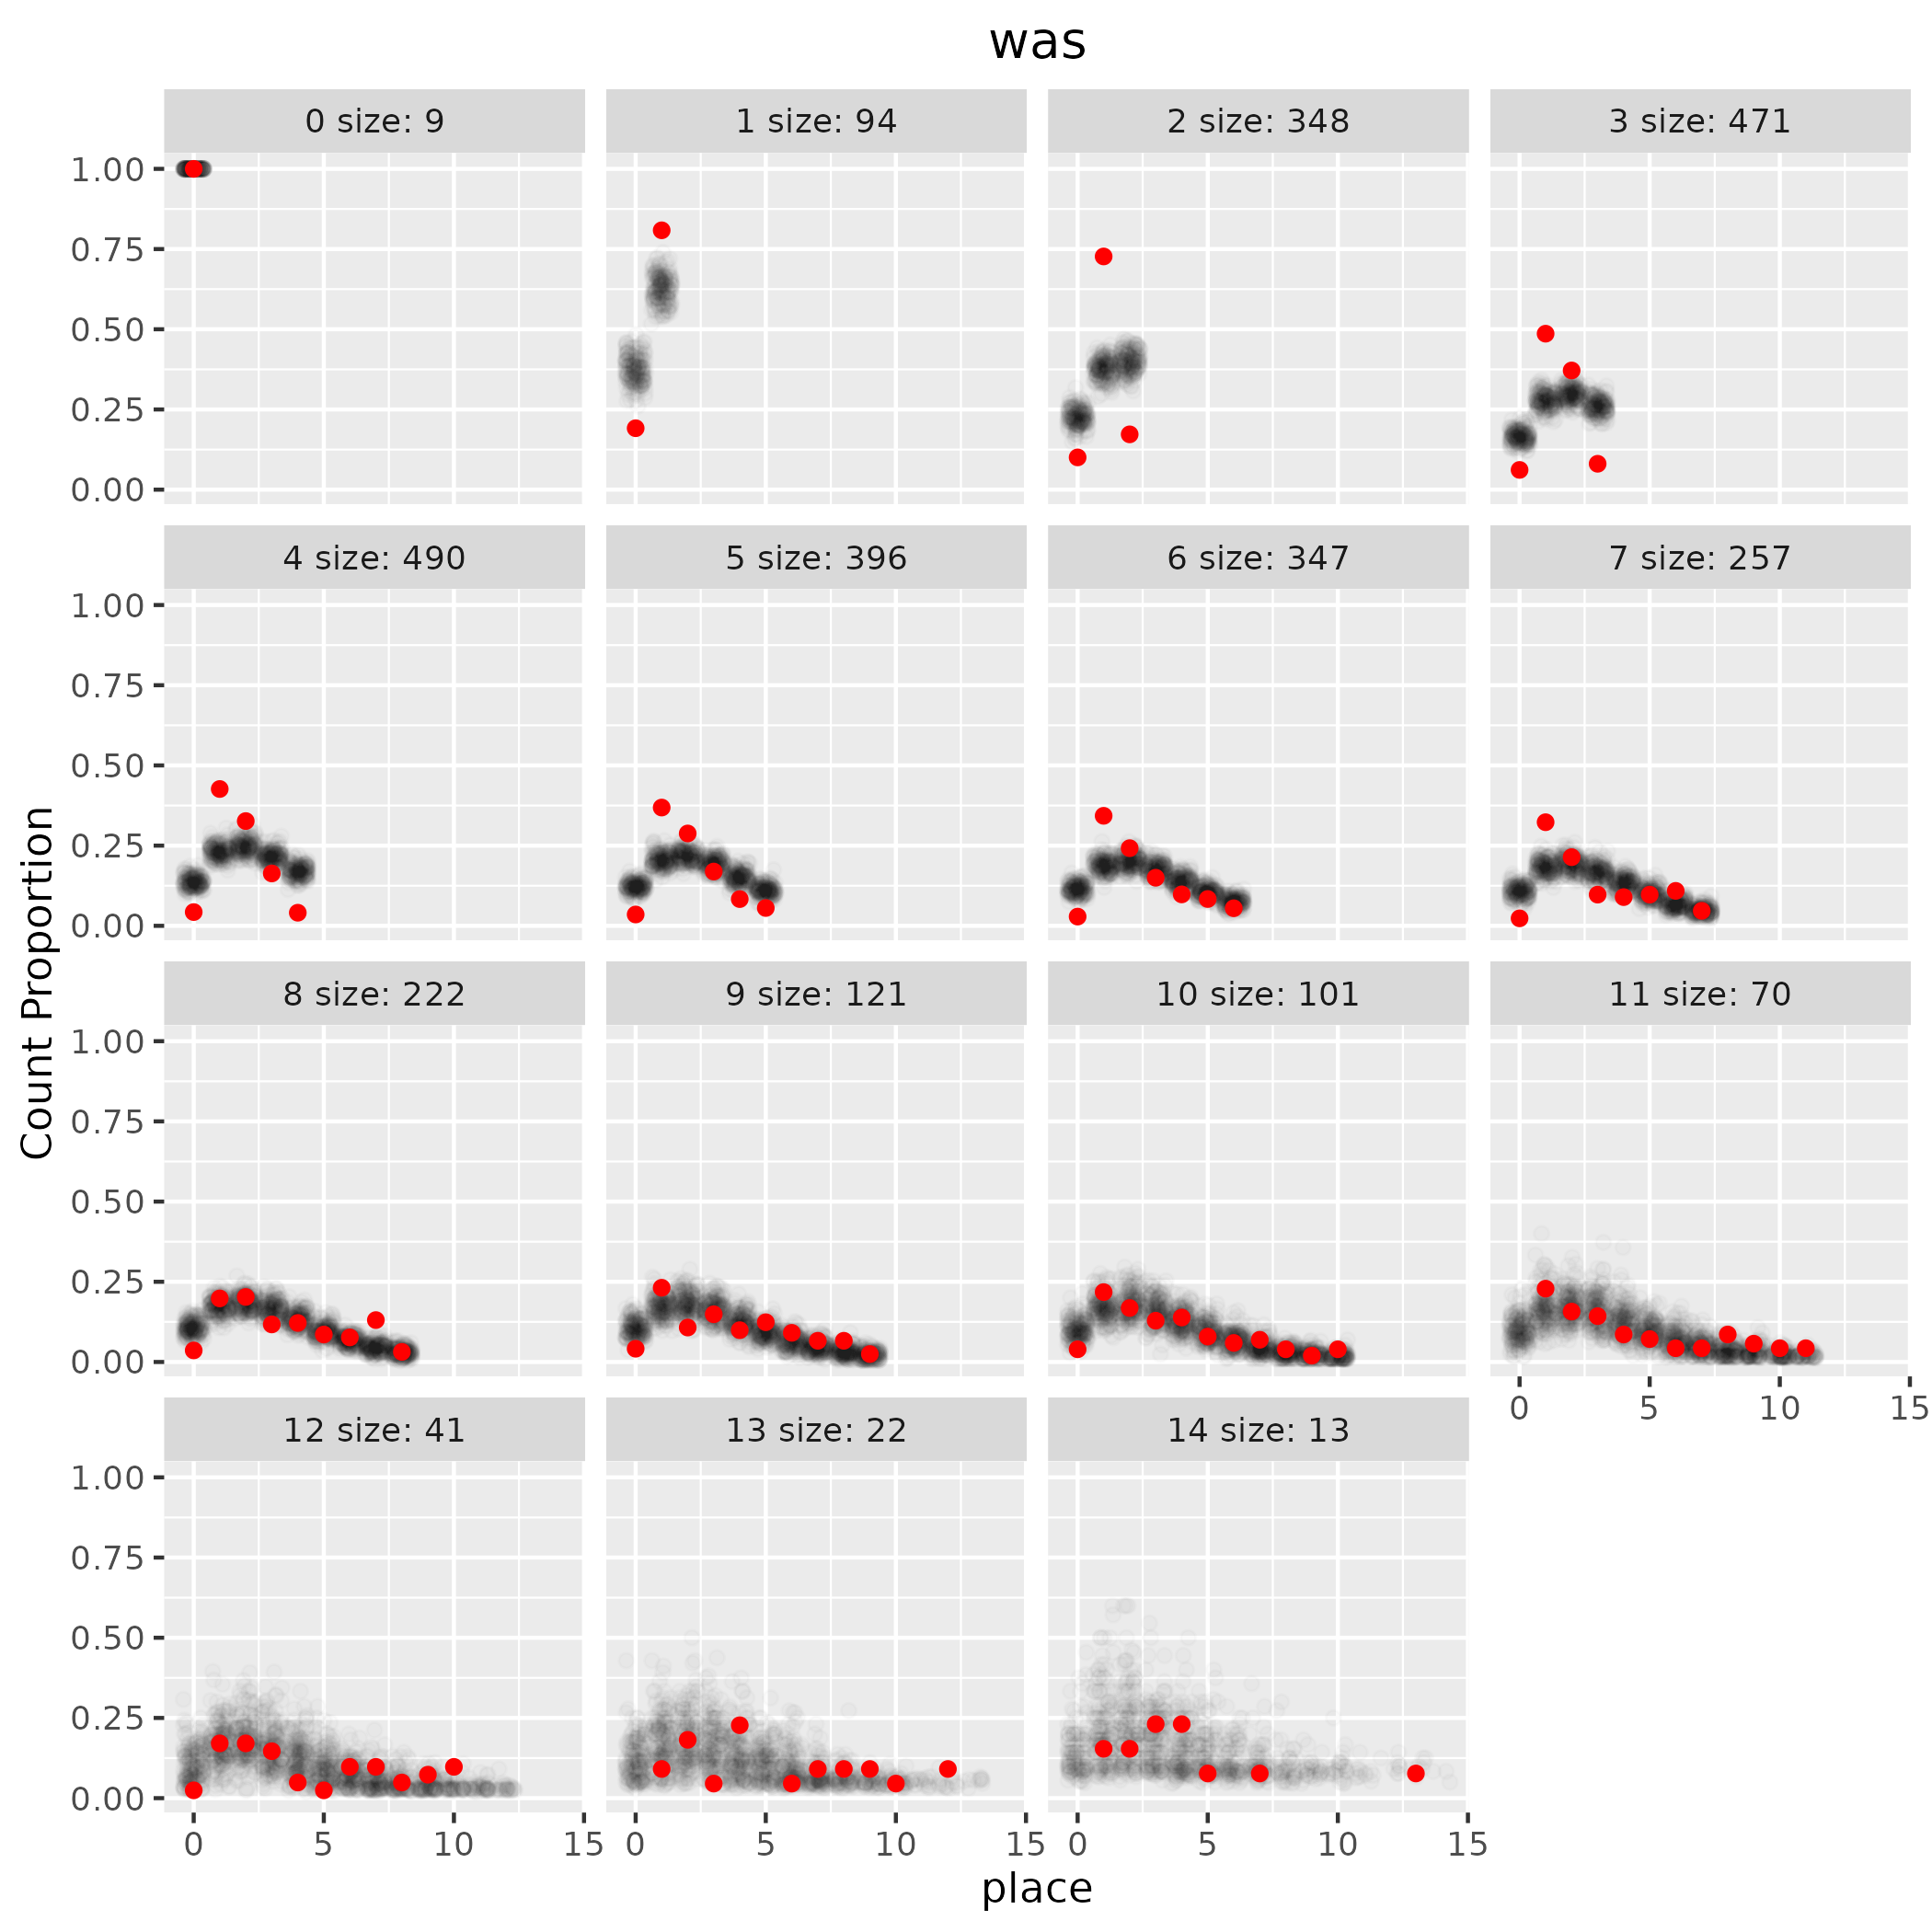 was
0 size: 9
1 size: 94
2 size: 348
3 size: 471
1.00
0.75
0.50
0.25
0.00
4 size: 490
5 size: 396
6 size: 347
7 size: 257
1.00
0.75
0.50
0.25
0.00
Count Proportion
8 size: 222
9 size: 121
10 size: 101
11 size: 70
1.00
0.75
0.50
0.25
0.00
0 5 10 15
12 size: 41
13 size: 22
14 size: 13
1.00
0.75
0.50
0.25
0.00
0 5 10 15
0 5 10 15
0 5 10 15
place